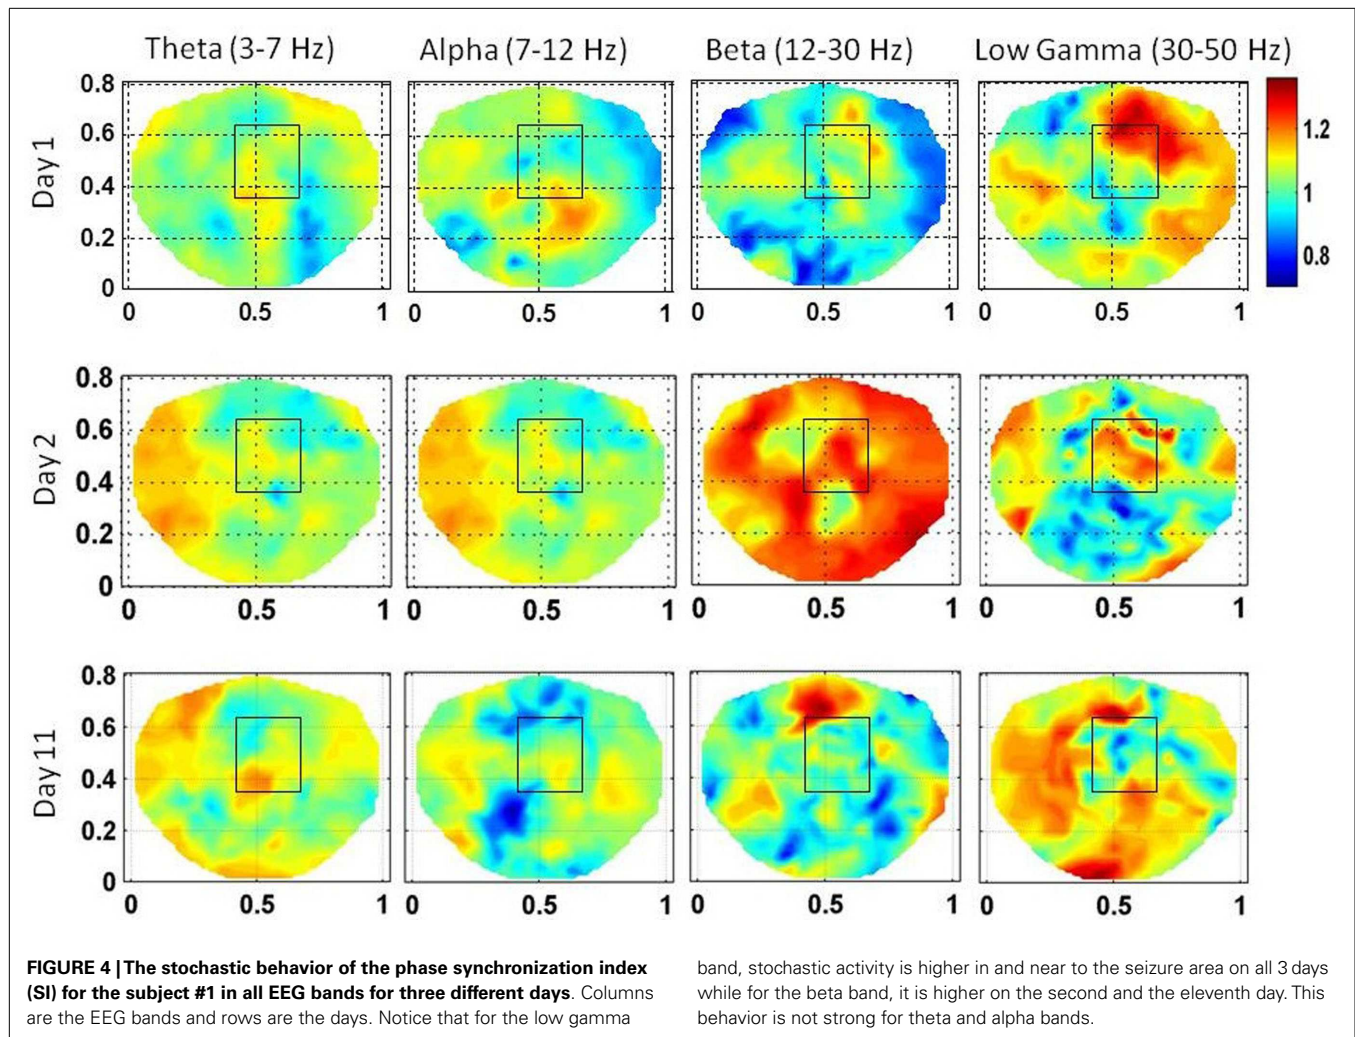 Theta (3-7 Hz) Alpha (7-12 Hz) Beta (12-30 Hz) Low Gamma (30-50 Hz)
Day 1
0.8
0.6
0.4
0.2
0
0 0.5 1 0 0.5 1 0 0.5 1 0 0.5 1
1.2
1
0.8
Day 2
0.8
0.6
0.4
0.2
0
0 0.5 1 0 0.5 1 0 0.5 1 0 0.5 1
Day 11
0.8
0.6
0.4
0.2
0
0 0.5 1 0 0.5 1 0 0.5 1 0 0.5 1
FIGURE 4 | The stochastic behavior of the phase synchronization index
(SI) for the subject #1 in all EEG bands for three different days. Columns
are the EEG bands and rows are the days. Notice that for the low gamma
band, stochastic activity is higher in and near to the seizure area on all 3 days
while for the beta band, it is higher on the second and the eleventh day. This
behavior is not strong for theta and alpha bands.